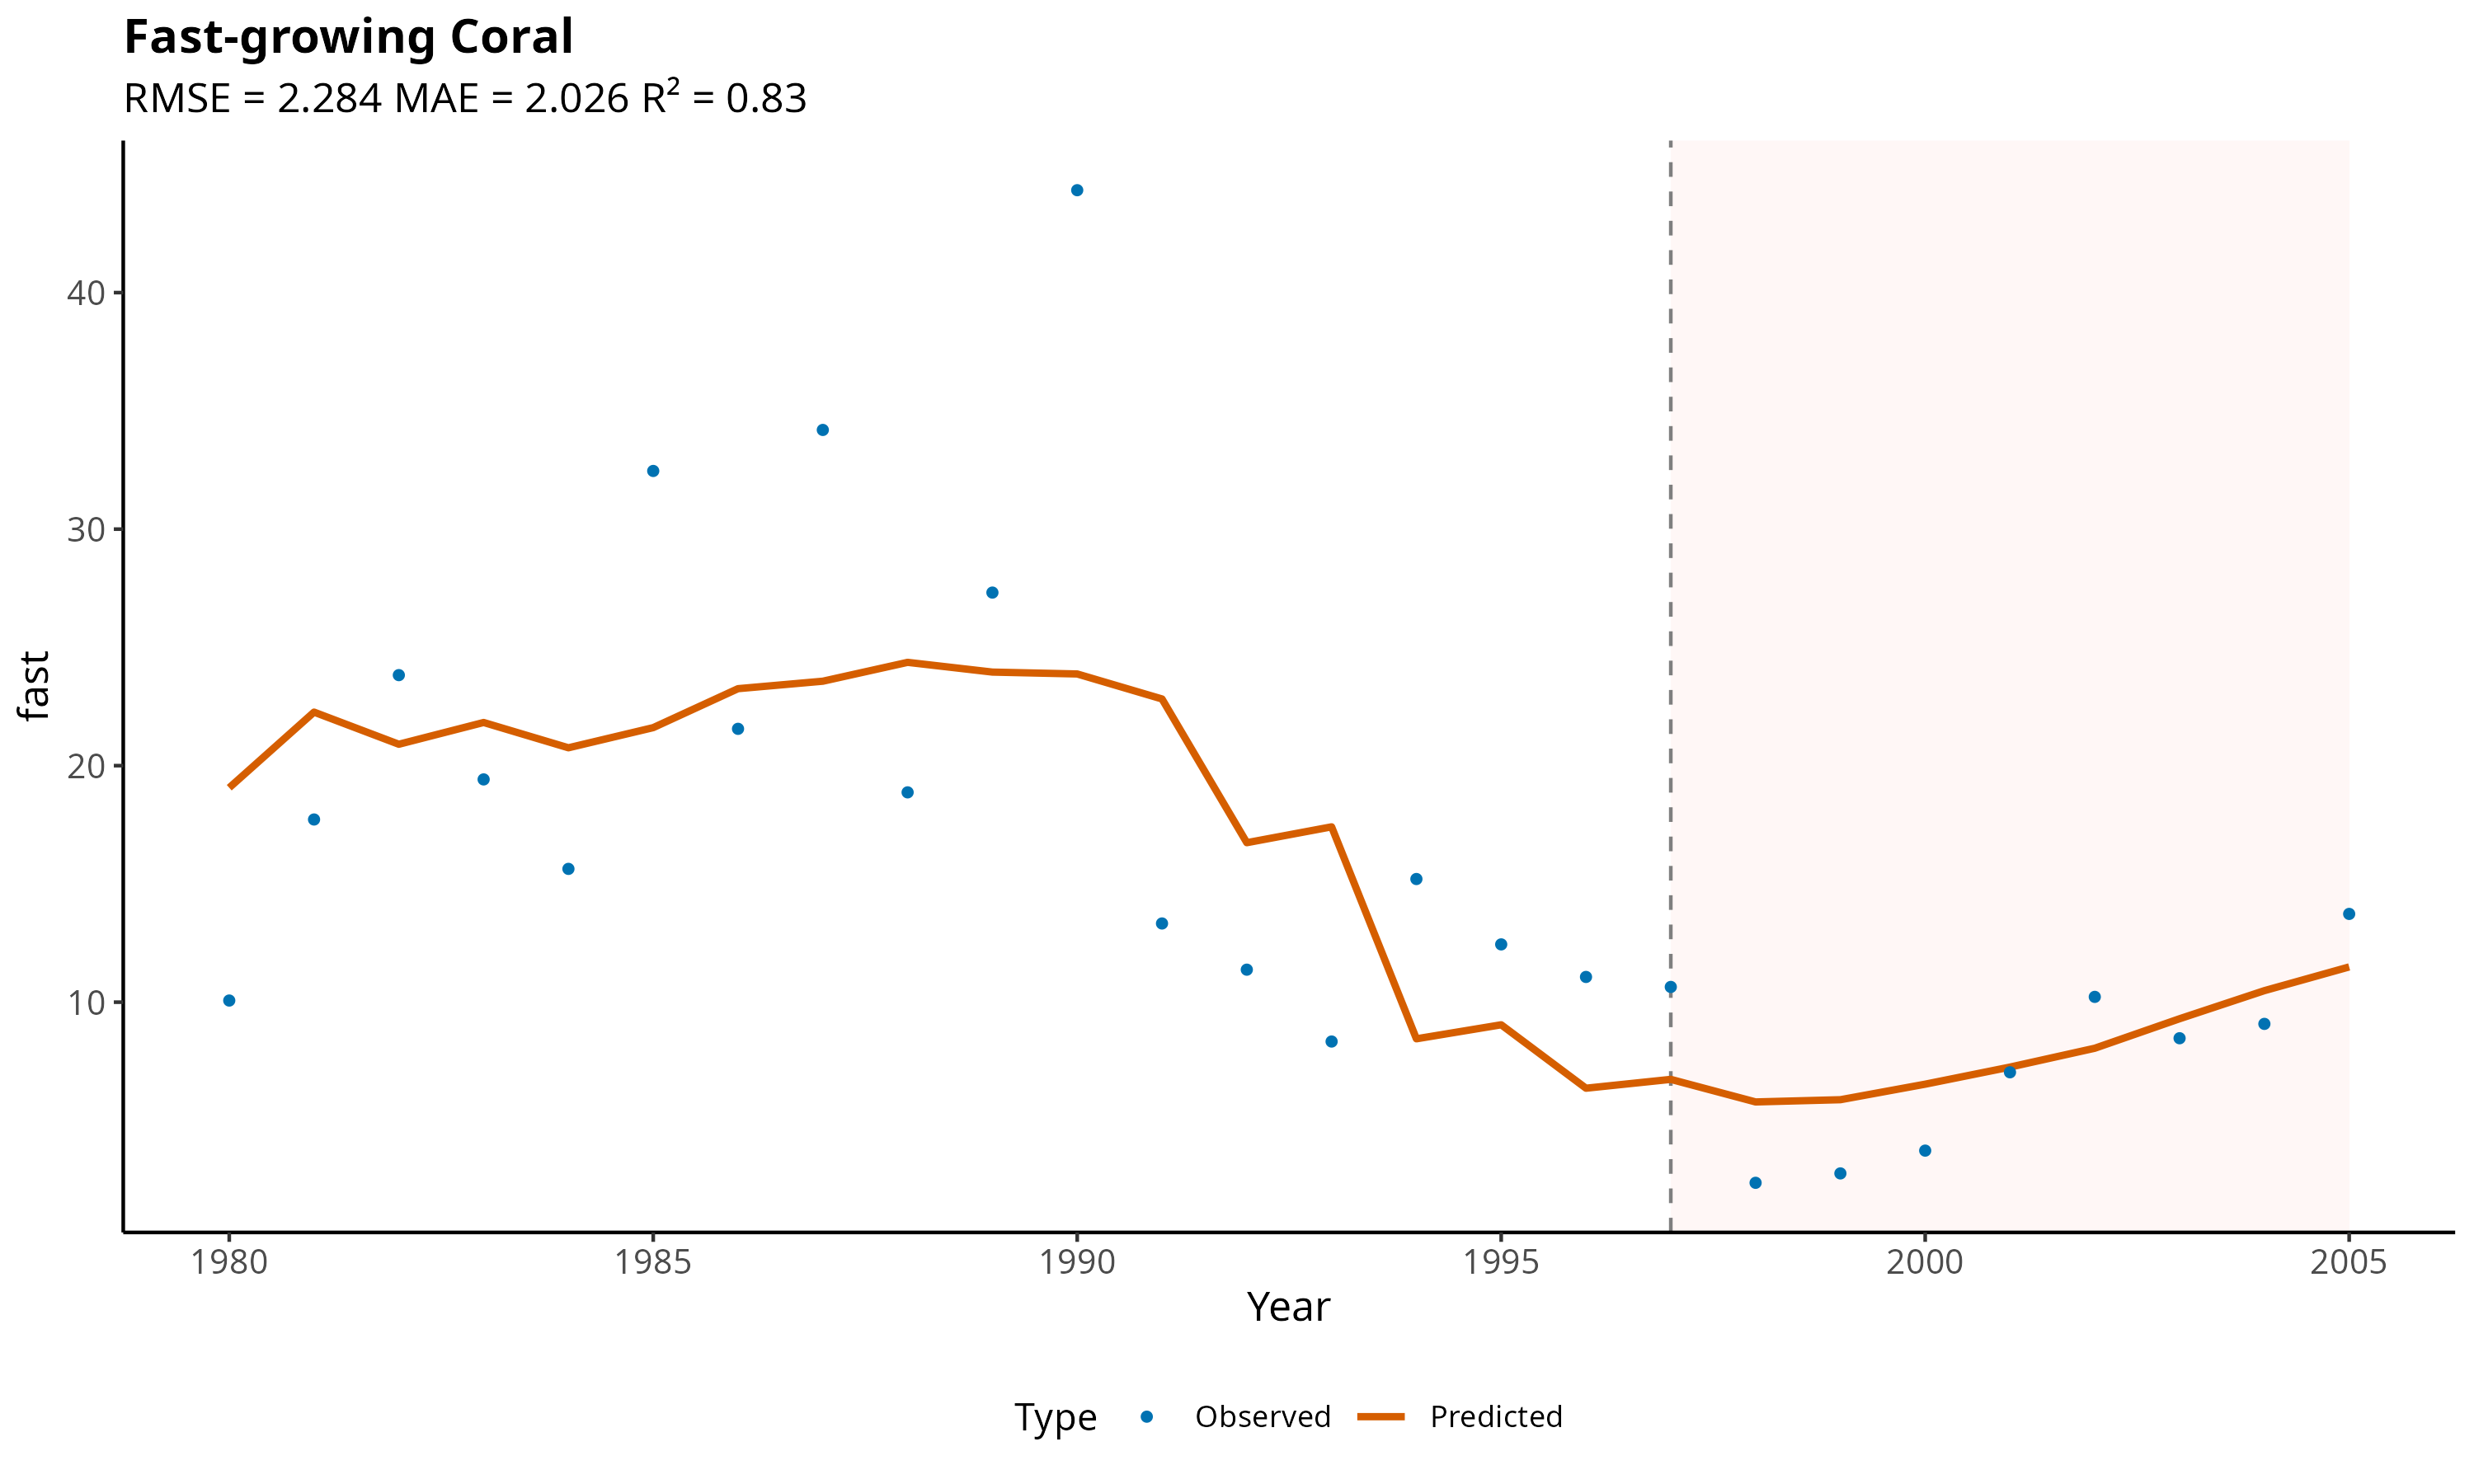 Fast-growing Coral
RMSE = 2.284 MAE = 2.026 R² = 0.83
40
30
20
10
fast
1980 1985 1990 1995 2000 2005
Year
Type Observed Predicted